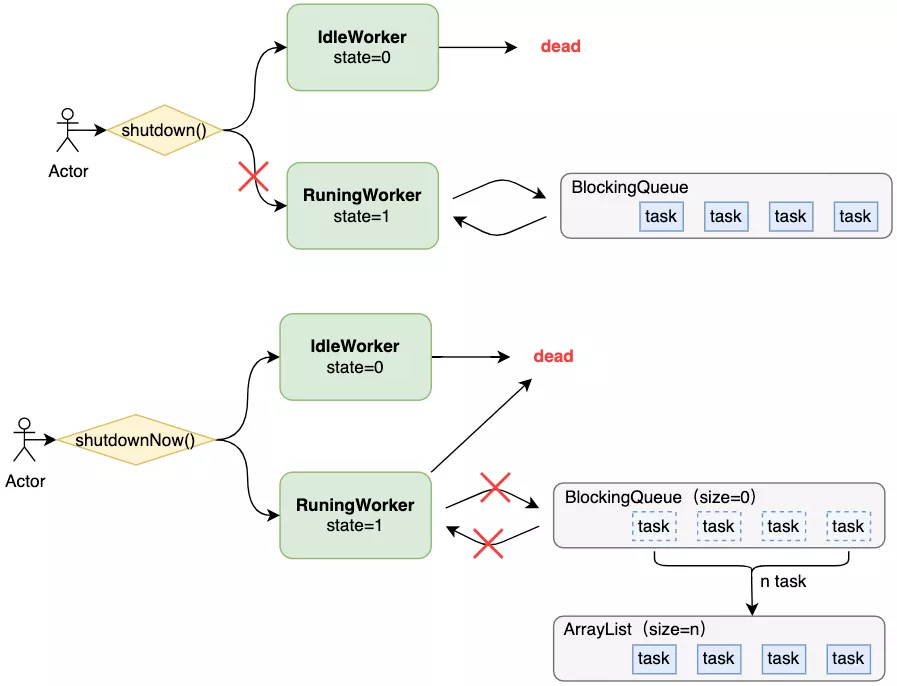 IdleWorker
state=0
dead
shutdown()
Actor
RuningWorker
state=1
BlockingQueue
task task task task
IdleWorker
state=0
dead
shutdownNow()
Actor
RuningWorker
state=1
BlockingQueue（size=0）
task task task task
n task
ArrayList（size=n）
task task task task